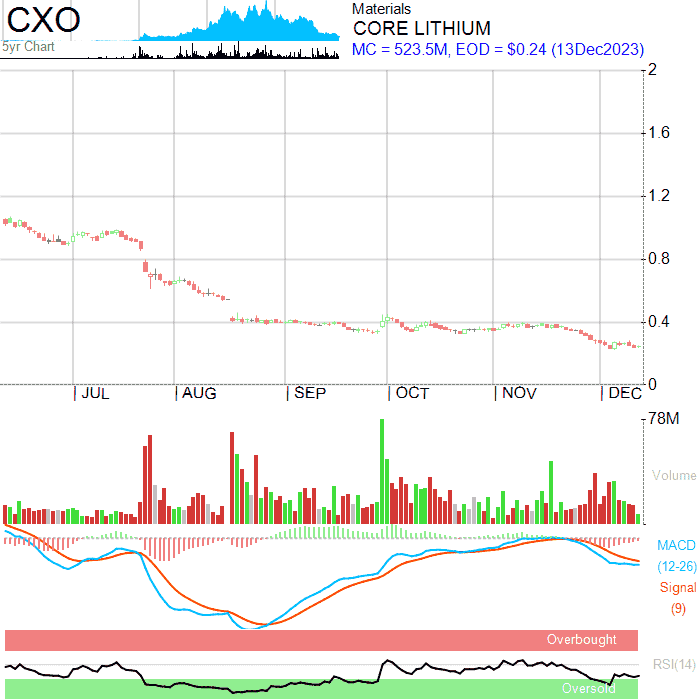 CXO
5yr Chart
Materials
CORE LITHIUM
MC = 523.5M, EOD = $0.24 (13Dec2023)
2
1.6
1.2
0.8
0.4
0
JUL AUG SEP OCT NOV DEC
78M
Volume
MACD
(12-26)
Signal
(9)
Overbought
RSI(14)
Oversold